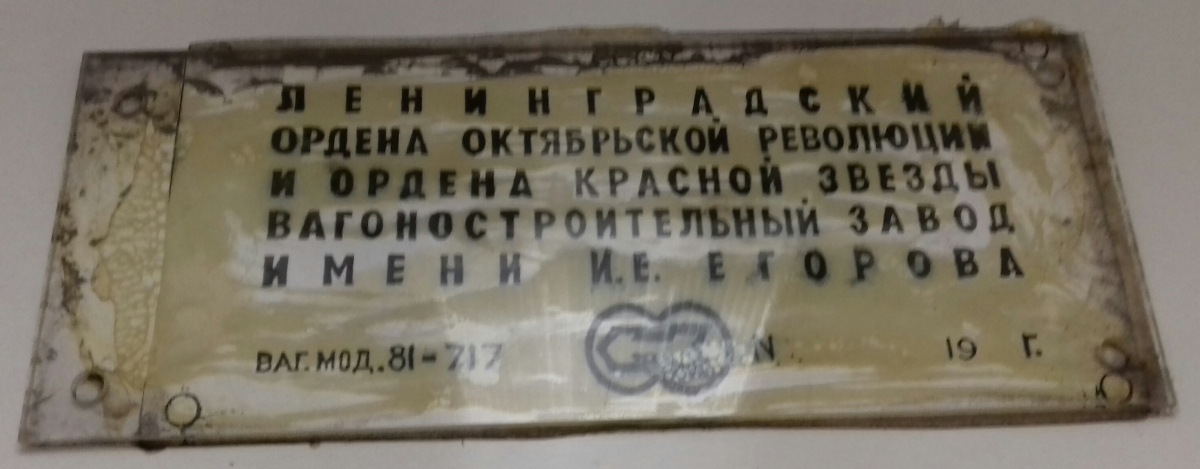 ЛЕНИНГРАДСКИЙ
ОРДЕНА ОКТЯБРЬСКОЙ РЕВОЛЮЦИИ
И ОРДЕНА КРАСНОЙ ЗВЕЗДЫ
ВАГОНОСТРОИТЕЛЬНЫЙ ЗАВОД
ИМЕНИ И.Е. ЕГОРОВА
ВАГ. МОД. 81-717 N 19 Г.